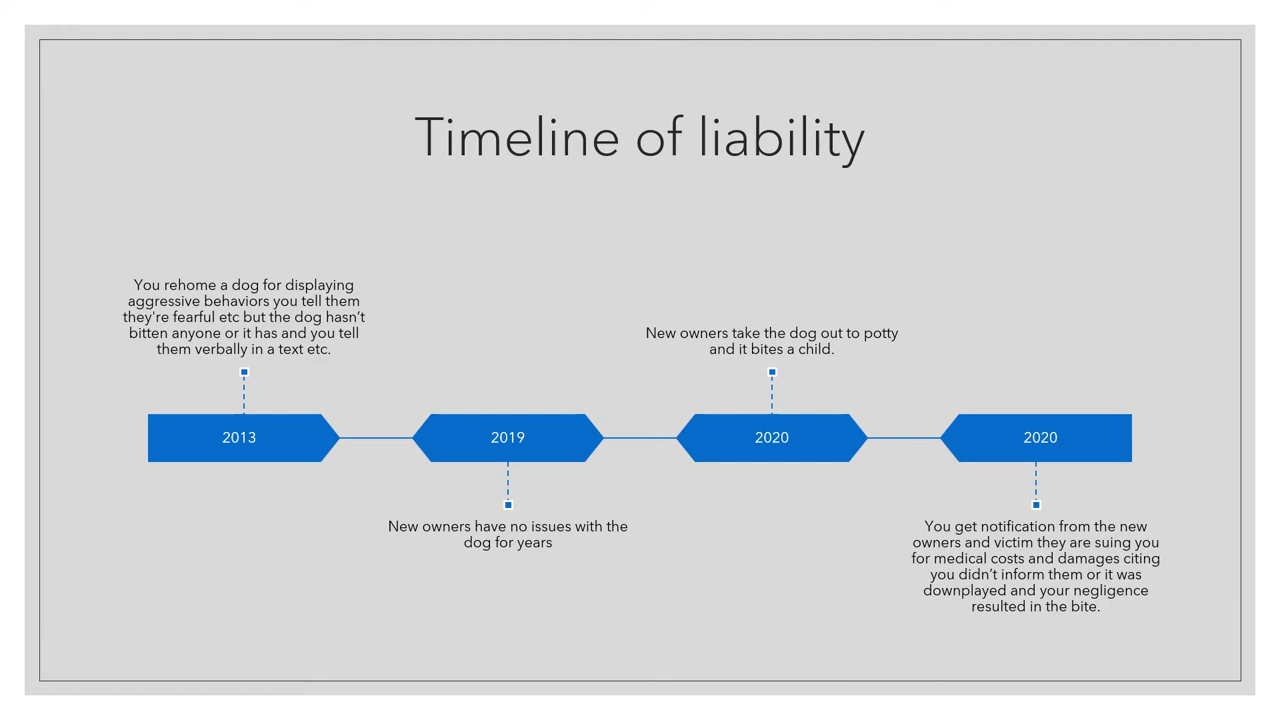 Timeline of liability
You rehome a dog for displaying
aggressive behaviors you tell them
they're fearful etc but the dog hasn't
bitten anyone or it has and you tell
them verbally in a text etc.
New owners take the dog out to potty
and it bites a child.
2013
2019
2020
2020
New owners have no issues with the
dog for years
You get notification from the new
owners and victim they are suing you
for medical costs and damages citing
you didn't inform them or it was
downplayed and your negligence
resulted in the bite.